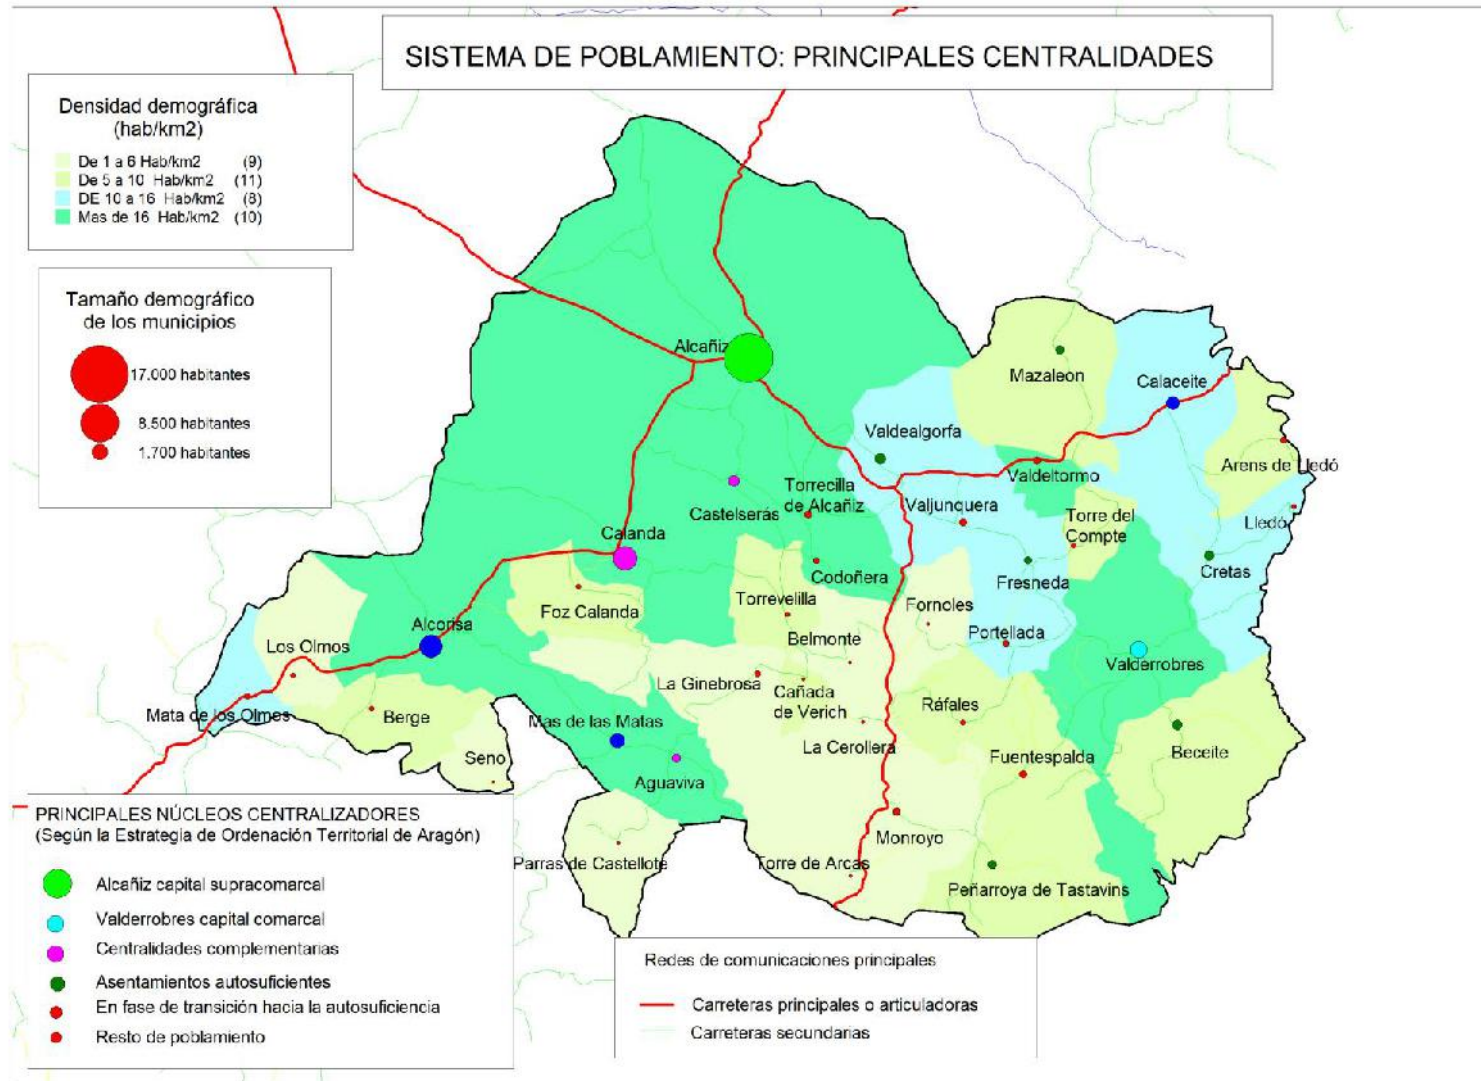 SISTEMA DE POBLAMIENTO: PRINCIPALES CENTRALIDADES
Densidad demográfica
(hab/km2)
De 1 a 6 Hab/km2 (9)
De 5 a 10 Hab/km2 (11)
DE 10 a 16 Hab/km2 (8)
Mas de 16 Hab/km2 (10)
Tamaño demográfico
de los municipios
17.000 habitantes
8.500 habitantes
1.700 habitantes
Alcañiz
Mazaleon
Calaceite
Valdealgorfa
Arens de Lledó
Valdeltormo
Torrecilla
de Alcañiz
Castelserás
Valjunquera
Torre del
Compte
Lledó
Calanda
Cretas
Codoñera
Fresneda
Foz Calanda
Torrevelilla
Fornoles
Alcorisa
Belmonte
Portellada
Los Olmos
Valderrobres
La Ginebrosa
Cañada
de Verich
Mata de los Olmos
Berge
Mas de las Matas
Ráfales
La Cerollera
Seno
Fuentespalda
Beceite
Aguaviva
Monroyo
Parras de Castellote
Torre de Arcas
Peñarroya de Tastavins
PRINCIPALES NÚCLEOS CENTRALIZADORES
(Según la Estrategia de Ordenación Territorial de Aragón)
Alcañiz capital supracomarcal
Valderrobres capital comarcal
Centralidades complementarias
Asentamientos autosuficientes
En fase de transición hacia la autosuficiencia
Resto de poblamiento
Redes de comunicaciones principales
Carreteras principales o articuladoras
Carreteras secundarias